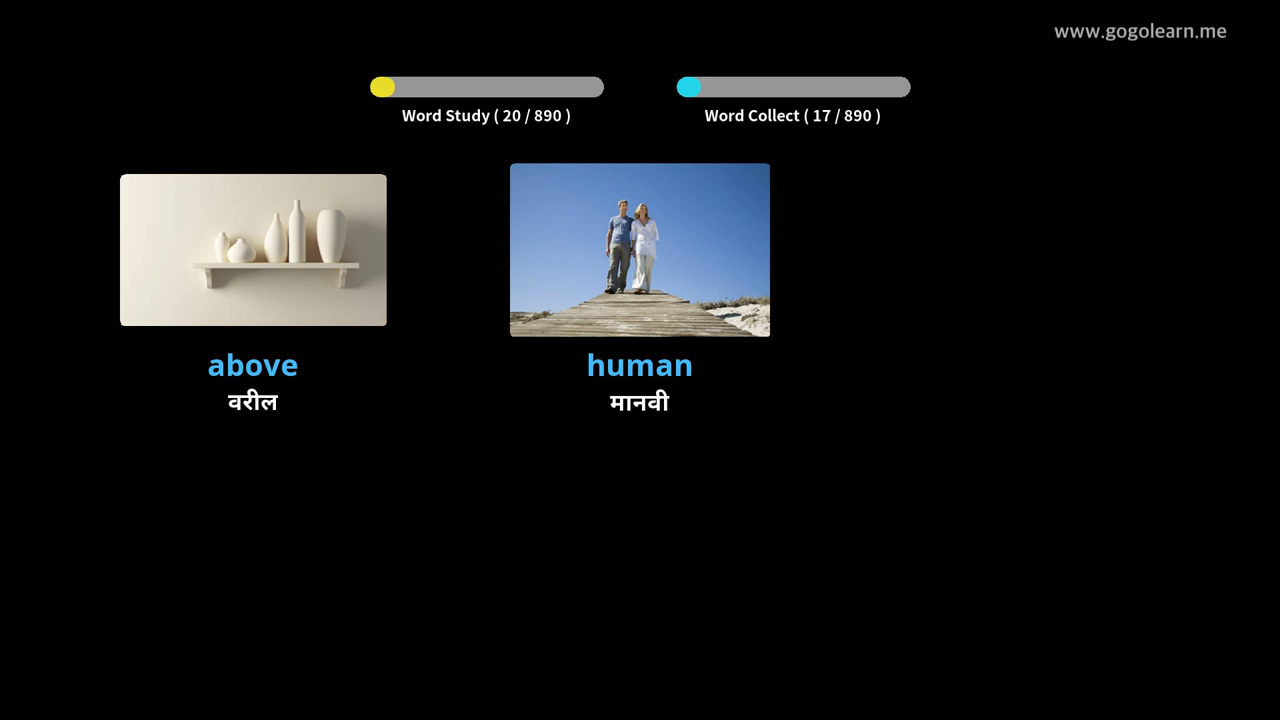 www.gogolearn.me
Word Study ( 20 / 890 )
Word Collect ( 17 / 890 )
above
वरील
human
मानवी